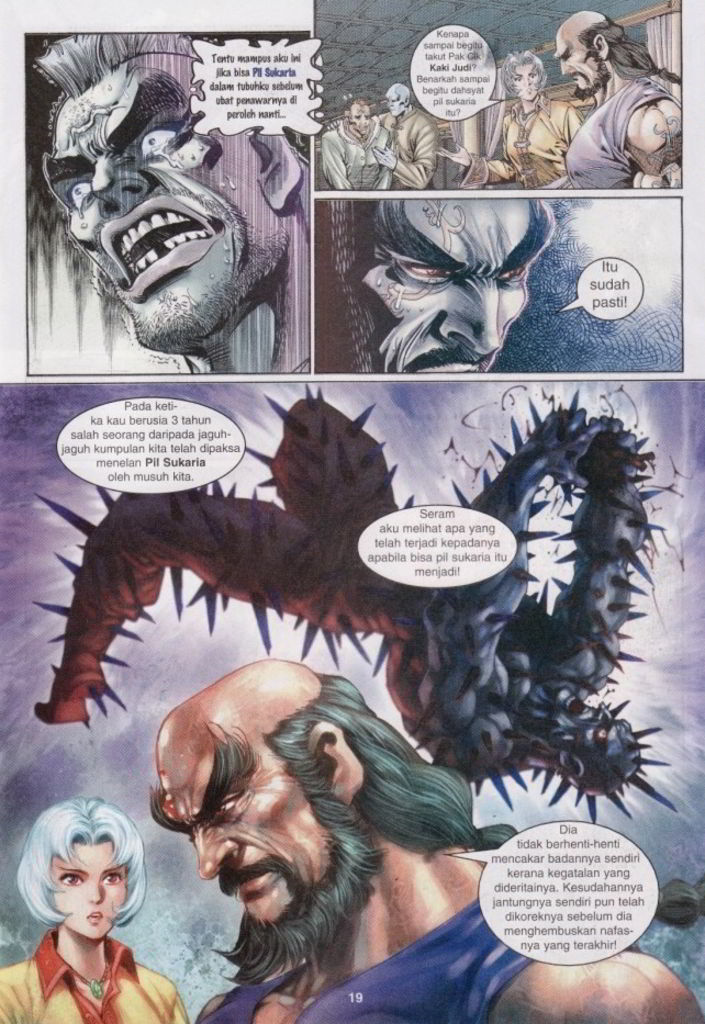 Tentu mampus aku ini
jika bisa Pil Sukaria
dalam tubuhku sebelum
ubat penawarnya di
peroleh nanti...
Kenapa
sampai begitu
takut Pak Cik
Kaki Judi?
Benarkah sampai
begitu dahsyat
pil sukaria
itu?
Itu
sudah
pasti!
Pada keti-
ka kau berusia 3 tahun
salah seorang daripada jaguh-
jaguh kumpulan kita telah dipaksa
menelan Pil Sukaria
oleh musuh kita.
Seram
aku melihat apa yang
telah terjadi kepadanya
apabila bisa pil sukaria itu
menjadi!
Dia
tidak berhenti-henti
mencakar badannya sendiri
kerana kegatalan yang
dideritainya. Kesudahannya
jantungnya sendiri pun telah
dikoreknya sebelum dia
menghembuskan nafas-
nya yang terakhir!
19